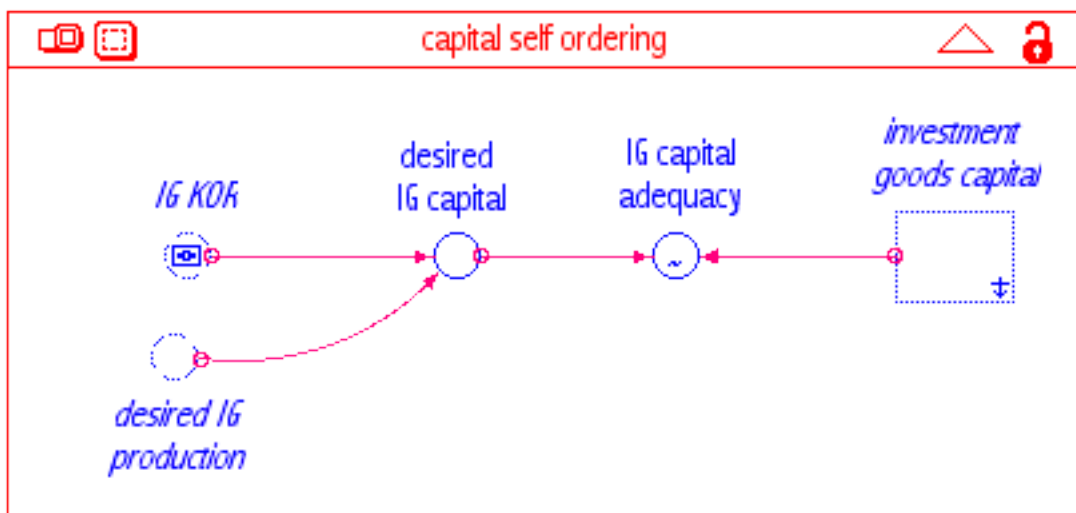 capital self ordering
IG KOR
desired
IG capital
IG capital
adequacy
investment
goods capital
desired IG
production